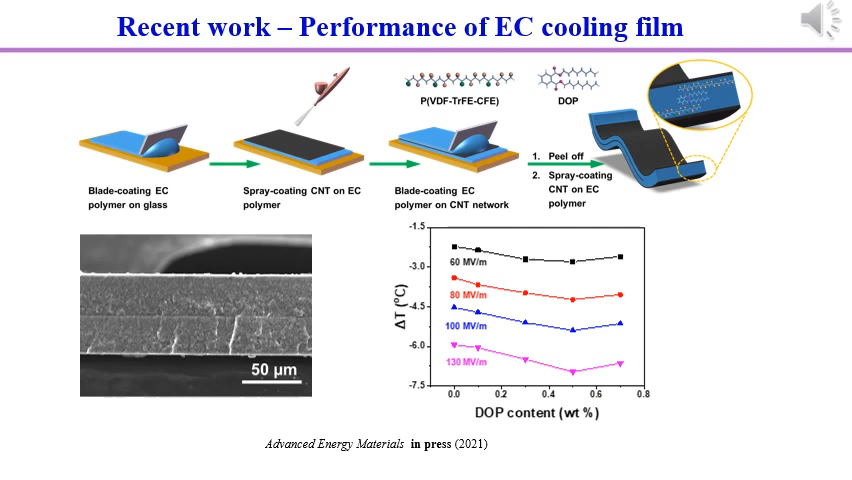 Recent work – Performance of EC cooling film
P(VDF-TrFE-CFE)
DOP
Blade-coating EC
polymer on glass
Spray-coating CNT on EC
polymer
Blade-coating EC
polymer on CNT network
1. Peel off
2. Spray-coating
CNT on EC
polymer
50 μm
-1.5
-3.0
-4.5
-6.0
-7.5
ΔT (°C)
60 MV/m
80 MV/m
100 MV/m
130 MV/m
0.0 0.2 0.4 0.6 0.8
DOP content (wt %)
Advanced Energy Materials in press (2021)